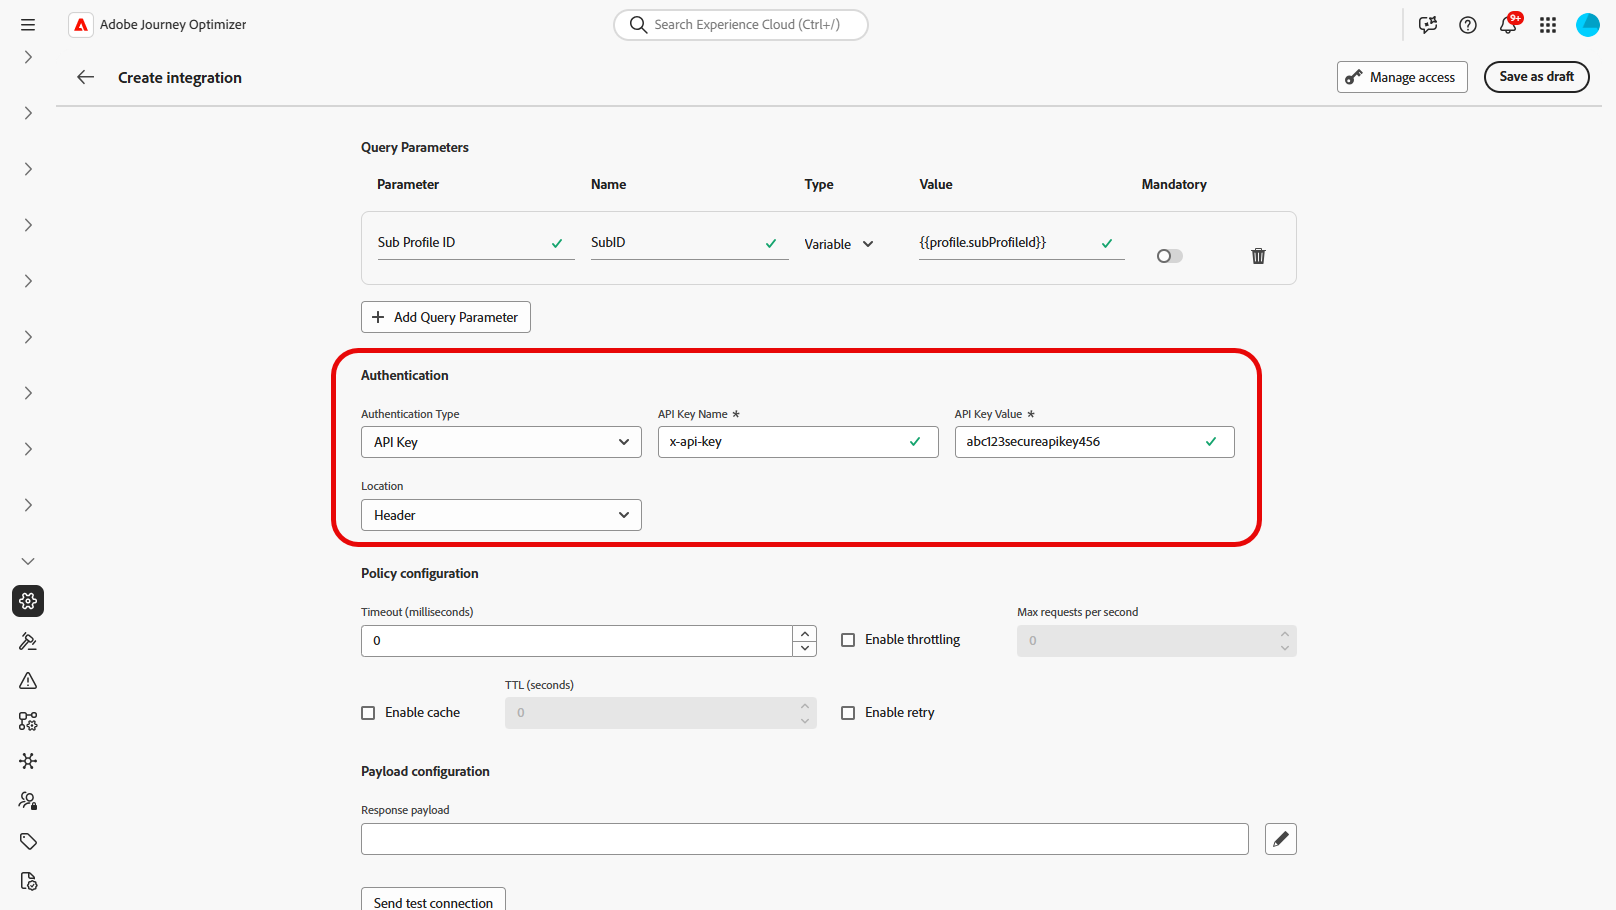 Adobe Journey Optimizer
Search Experience Cloud (Ctrl+/)
9+
Create integration
Manage access
Save as draft
Query Parameters
Parameter Name Type Value Mandatory
Sub Profile ID SubID Variable {{profile.subProfileId}}
Add Query Parameter
Authentication
Authentication Type API Key Name * API Key Value *
API Key x-api-key abc123secureapikey456
Location
Header
Policy configuration
Timeout (milliseconds) Max requests per second
0 Enable throttling 0
TTL (seconds)
Enable cache 0 Enable retry
Payload configuration
Response payload
Send test connection